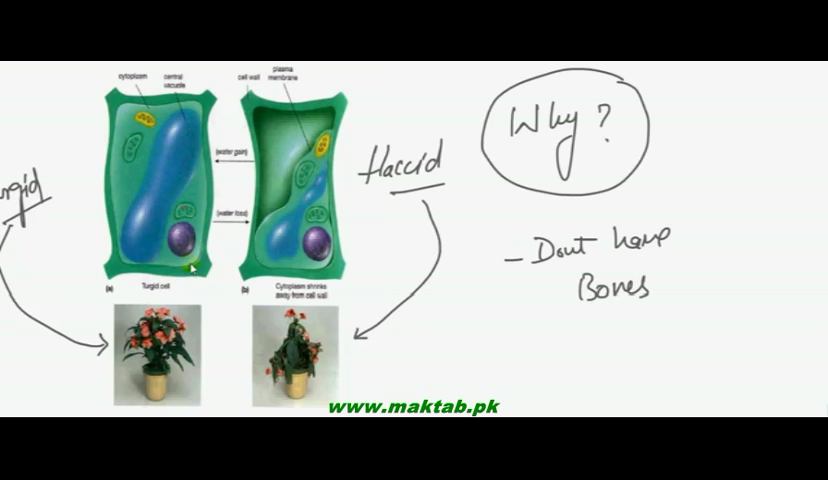 cytoplasm
central
vacuole
cell wall
plasma
membrane
(water gain)
(water loss)
(a)
Turgid cell
(b)
Cytoplasm shrinks
away from cell wall
rgid
flaccid
Why?
- Dont have
Bones
www.maktab.pk